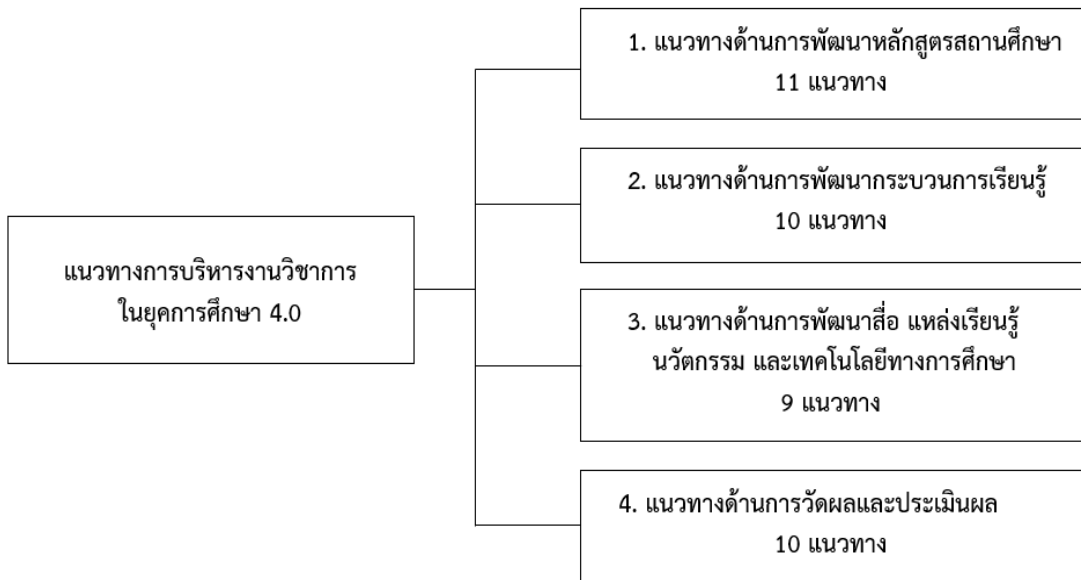 1. แนวทางด้านการพัฒนาหลักสูตรสถานศึกษา
11 แนวทาง
2. แนวทางด้านการพัฒนากระบวนการเรียนรู้
10 แนวทาง
แนวทางการบริหารงานวิชาการ
ในยุคการศึกษา 4.0
3. แนวทางด้านการพัฒนาสื่อ แหล่งเรียนรู้
นวัตกรรม และเทคโนโลยีทางการศึกษา
9 แนวทาง
4. แนวทางด้านการวัดผลและประเมินผล
10 แนวทาง